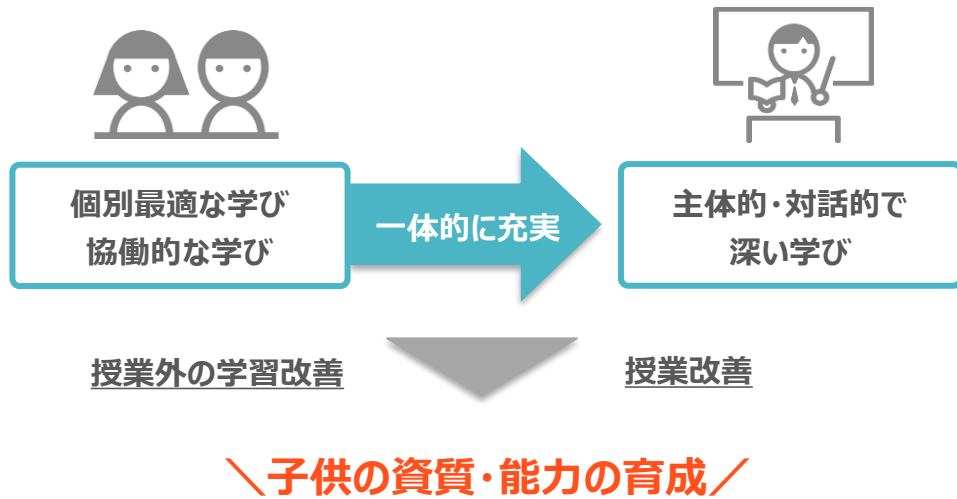 個別最適な学び
協働的な学び
一体的に充実
主体的・対話的で
深い学び
授業外の学習改善
授業改善
＼子供の資質・能力の育成／